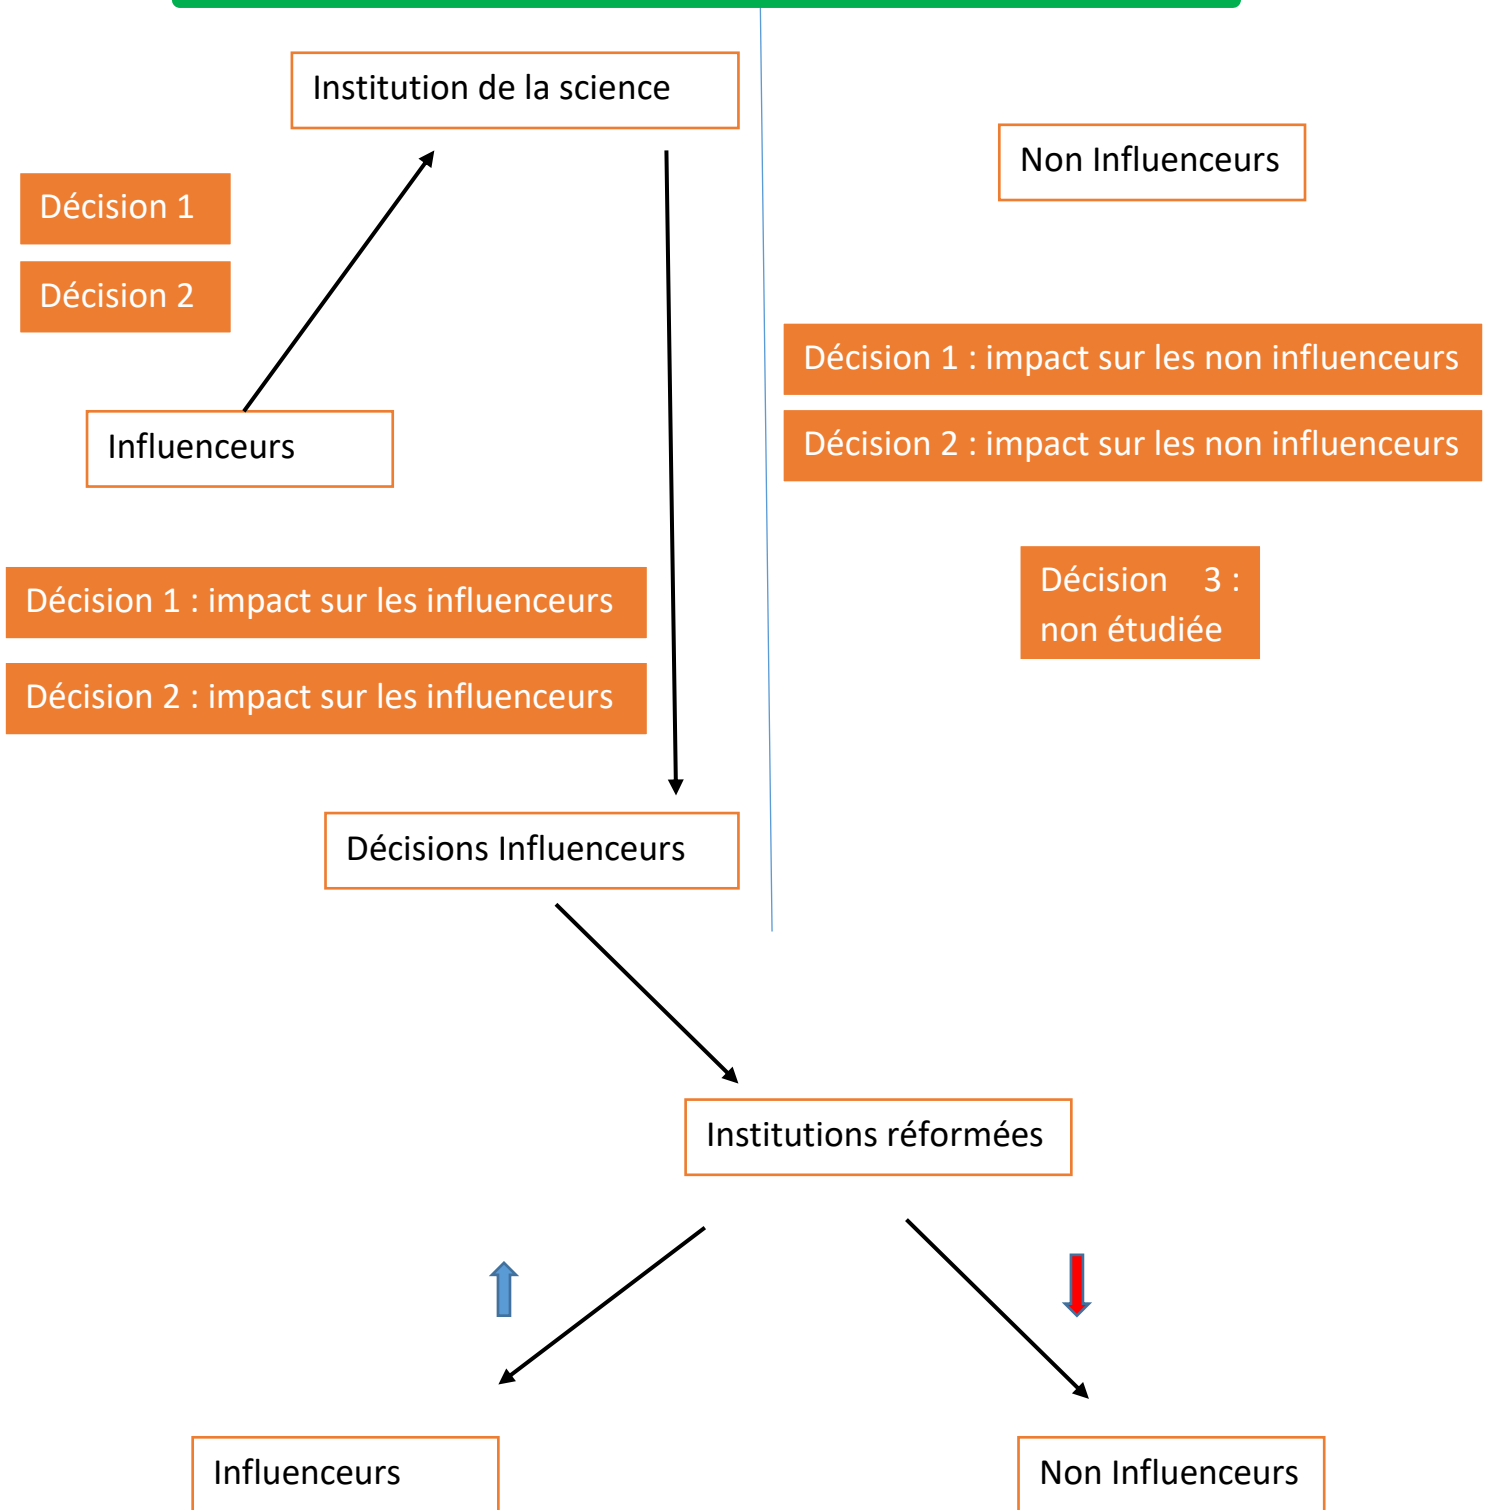 Institution de la science
Non Influenceurs
Décision 1
Décision 2
Décision 1 : impact sur les non influenceurs
Influenceurs
Décision 2 : impact sur les non influenceurs
Décision 3 :
non étudiée
Décision 1 : impact sur les influenceurs
Décision 2 : impact sur les influenceurs
Décisions Influenceurs
Institutions réformées
Influenceurs
Non Influenceurs